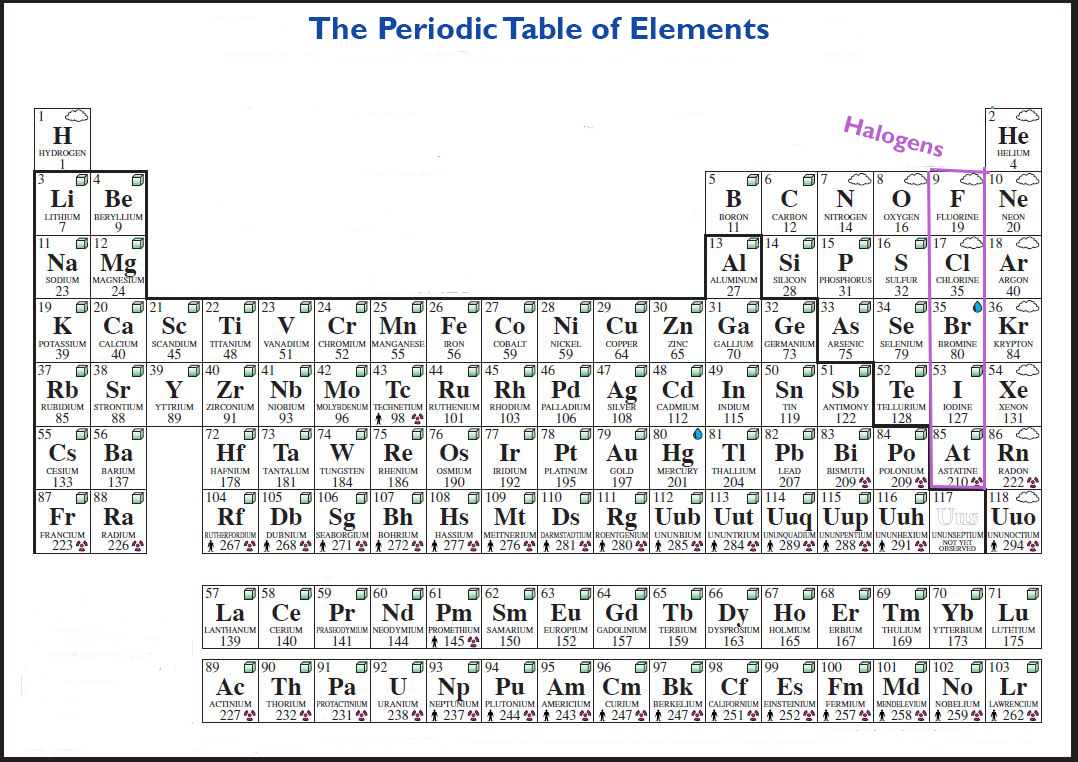 The Periodic Table of Elements
Halogens
1 2
H He
HYDROGEN HELIUM
1 4
3 4 5 6 7 8 9 10
Li Be B C N O F Ne
LITHIUM BERYLLIUM BORON CARBON NITROGEN OXYGEN FLUORINE NEON
7 9 11 12 14 16 19 20
11 12 13 14 15 16 17 18
Na Mg Al Si P S Cl Ar
SODIUM MAGNESIUM ALUMINUM SILICON PHOSPHORUS SULFUR CHLORINE ARGON
23 24 27 28 31 32 35 40
19 20 21 22 23 24 25 26 27 28 29 30 31 32 33 34 35 36
K Ca Sc Ti V Cr Mn Fe Co Ni Cu Zn Ga Ge As Se Br Kr
POTASSIUM CALCIUM SCANDIUM TITANIUM VANADIUM CHROMIUM MANGANESE IRON COBALT NICKEL COPPER ZINC GALLIUM GERMANIUM ARSENIC SELENIUM BROMINE KRYPTON
39 40 45 48 51 52 55 56 59 59 64 65 70 73 75 79 80 84
37 38 39 40 41 42 43 44 45 46 47 48 49 50 51 52 53 54
Rb Sr Y Zr Nb Mo Tc Ru Rh Pd Ag Cd In Sn Sb Te I Xe
RUBIDIUM STRONTIUM YTTRIUM ZIRCONIUM NIOBIUM MOLYBDENUM TECHNETIUM RUTHENIUM RHODIUM PALLADIUM SILVER CADMIUM INDIUM TIN ANTIMONY TELLURIUM IODINE XENON
85 88 89 91 93 96 98 101 103 106 108 112 115 119 122 128 127 131
55 56 72 73 74 75 76 77 78 79 80 81 82 83 84 85 86
Cs Ba Hf Ta W Re Os Ir Pt Au Hg Tl Pb Bi Po At Rn
CESIUM BARIUM HAFNIUM TANTALUM TUNGSTEN RHENIUM OSMIUM IRIDIUM PLATINUM GOLD MERCURY THALLIUM LEAD BISMUTH POLONIUM ASTATINE RADON
133 137 178 181 184 186 190 192 195 197 201 204 207 209 209 210 222
87 88 104 105 106 107 108 109 110 111 112 113 114 115 116 117 118
Fr Ra Rf Db Sg Bh Hs Mt Ds Rg Uub Uut Uuq Uup Uuh Uus Uuo
FRANCIUM RADIUM RUTHERFORDIUM DUBNIUM SEABORGIUM BOHRIUM HASSIUM MEITNERIUM DARMSTADTIUM ROENTGENIUM UNUNBIUM UNUNTRIUM UNUNQUADIUM UNUNPENTIUM UNUNHEXIUM UNUNSEPTIUM UNUNOCTIUM
223 226 267 268 271 272 277 276 281 280 285 284 289 288 291 NOT YET OBSERVED 294
57 58 59 60 61 62 63 64 65 66 67 68 69 70 71
La Ce Pr Nd Pm Sm Eu Gd Tb Dy Ho Er Tm Yb Lu
LANTHANUM CERIUM PRASEODYMIUM NEODYMIUM PROMETHIUM SAMARIUM EUROPIUM GADOLINIUM TERBIUM DYSPROSIUM HOLMIUM ERBIUM THULIUM YTTERBIUM LUTETIUM
139 140 141 144 145 150 152 157 159 163 165 167 169 173 175
89 90 91 92 93 94 95 96 97 98 99 100 101 102 103
Ac Th Pa U Np Pu Am Cm Bk Cf Es Fm Md No Lr
ACTINIUM THORIUM PROTACTINIUM URANIUM NEPTUNIUM PLUTONIUM AMERICIUM CURIUM BERKELIUM CALIFORNIUM EINSTEINIUM FERMIUM MENDELEVIUM NOBELIUM LAWRENCIUM
227 232 231 238 237 244 243 247 247 251 252 257 258 259 262